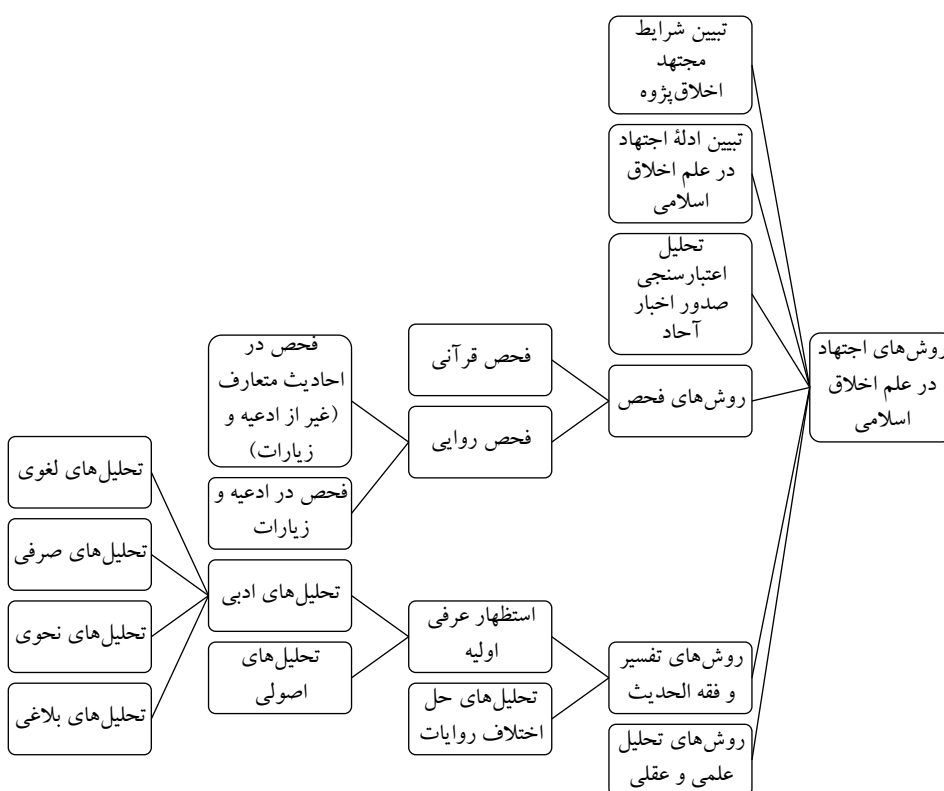 روش‌های اجتهاد
در علم اخلاق
اسلامی
تبیین شرایط
مجتهد
اخلاق‌پژوه
تبیین ادلهٔ اجتهاد
در علم اخلاق
اسلامی
تحلیل
اعتبارسنجی
صدور اخبار
آحاد
روش‌های فحص
فحص قرآنی
فحص روایی
فحص در
احادیث متعارف
(غیر از ادعیه و
زیارات)
فحص در ادعیه و
زیارات
روش‌های تفسیر
و فقه الحدیث
استظهار عرفی
اولیه
تحلیل‌های ادبی
تحلیل‌های لغوی
تحلیل‌های صرفی
تحلیل‌های نحوی
تحلیل‌های بلاغی
تحلیل‌های
اصولی
تحلیل‌های حل
اختلاف روایات
روش‌های تحلیل
علمی و عقلی